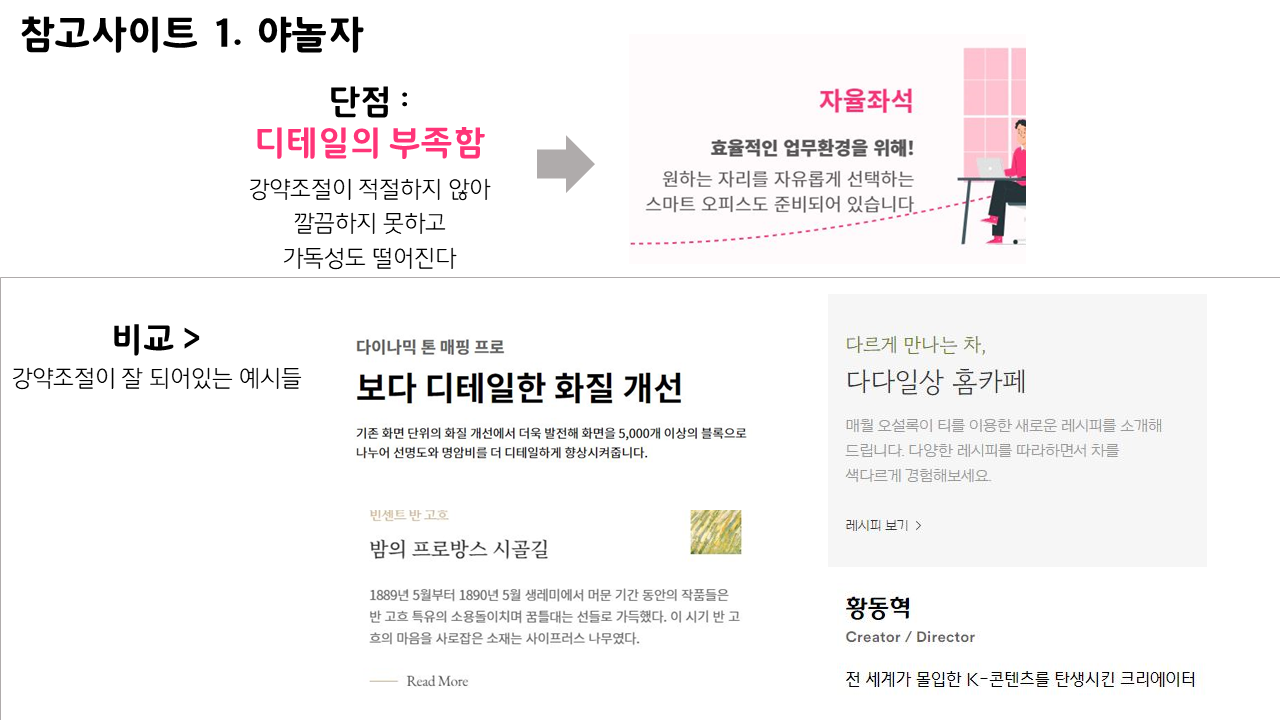 참고사이트 1. 야놀자
단점 :
디테일의 부족함
강약조절이 적절하지 않아
깔끔하지 못하고
가독성도 떨어진다
자율좌석
효율적인 업무환경을 위해!
원하는 자리를 자유롭게 선택하는
스마트 오피스도 준비되어 있습니다
비교 >
강약조절이 잘 되어있는 예시들
다이나믹 톤 매핑 프로
보다 디테일한 화질 개선
기존 화면 단위의 화질 개선에서 더욱 발전해 화면을 5,000개 이상의 블록으로
나누어 선명도와 명암비를 더 디테일하게 향상시켜줍니다.
빈센트 반 고흐
밤의 프로방스 시골길
1889년 5월부터 1890년 5월 생레미에서 머문 기간 동안의 작품들은
반 고흐 특유의 소용돌이치며 꿈틀대는 선들로 가득했다. 이 시기 반 고
흐의 마음을 사로잡은 소재는 사이프러스 나무였다.
Read More
다르게 만나는 차,
다다일상 홈카페
매월 오설록이 티를 이용한 새로운 레시피를 소개해
드립니다. 다양한 레시피를 따라하면서 차를
색다르게 경험해보세요.
레시피 보기 >
황동혁
Creator / Director
전 세계가 몰입한 K-콘텐츠를 탄생시킨 크리에이터